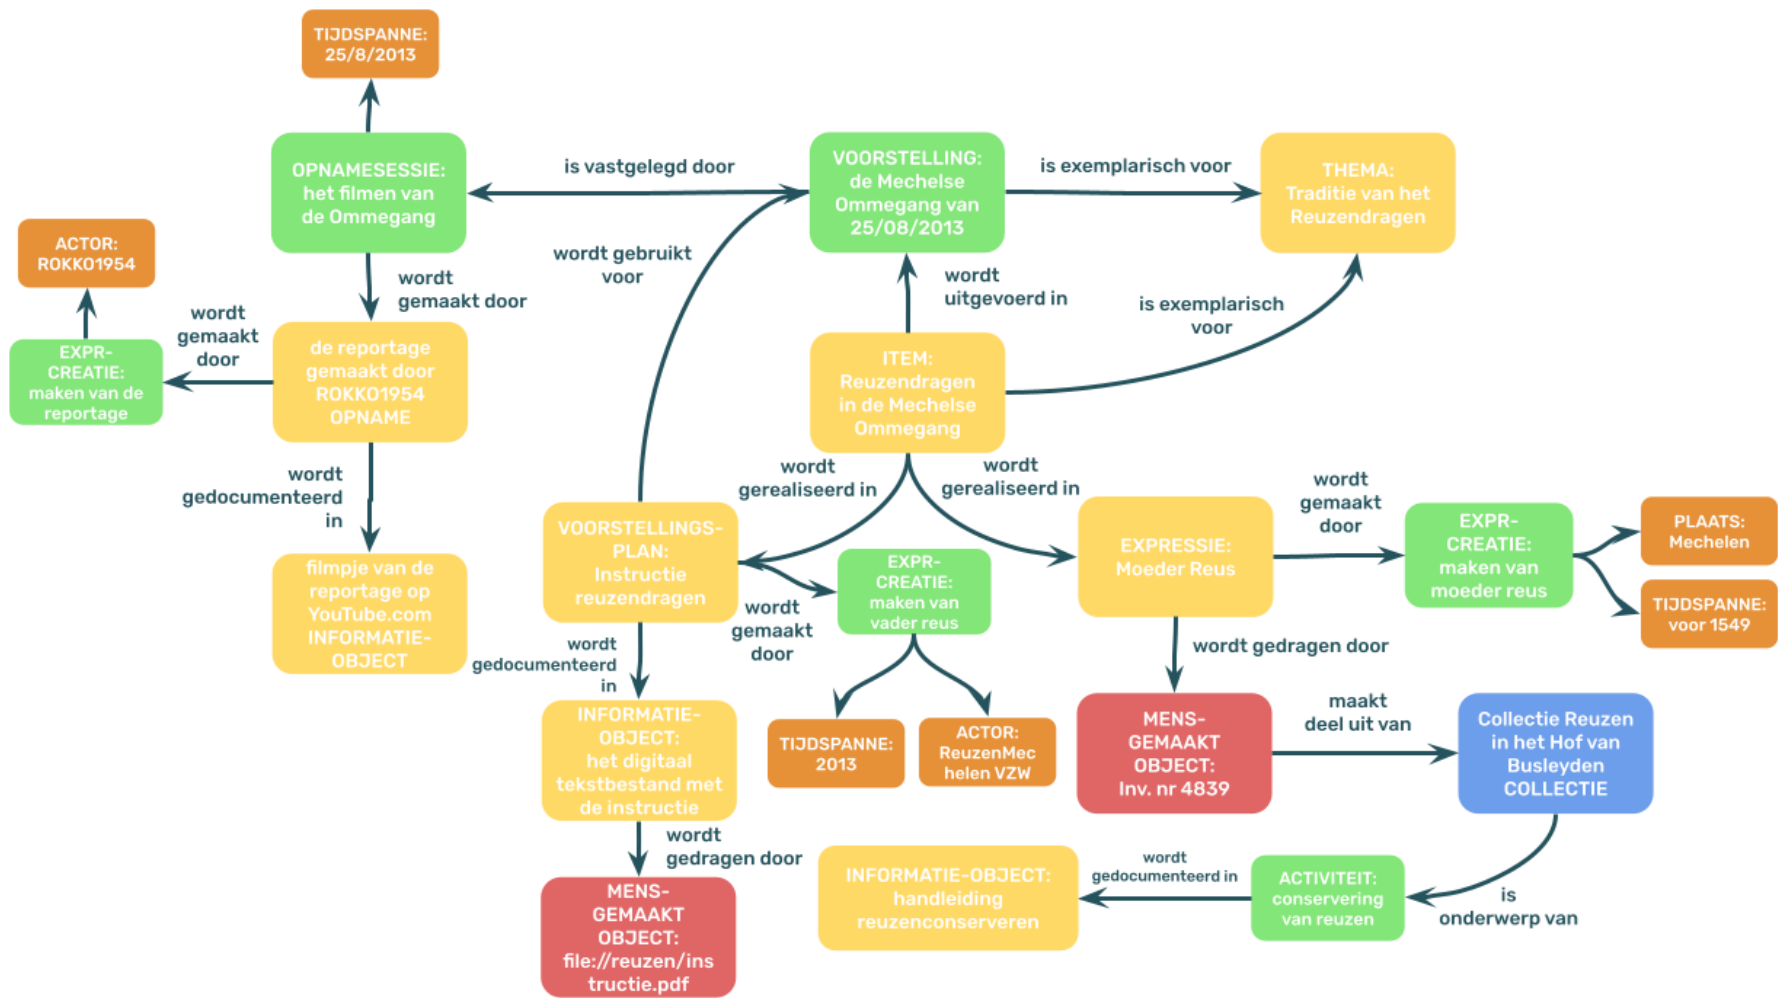 TIJDSPANNE:
25/8/2013
OPNAMESESSIE:
het filmen van
de Ommegang
is vastgelegd door
VOORSTELLING:
de Mechelse
Ommegang van
25/08/2013
is exemplarisch voor
THEMA:
Traditie van het
Reuzendragen
ACTOR:
ROKKO1954
wordt gebruikt
voor
wordt
gemaakt door
wordt
uitgevoerd in
is exemplarisch
voor
wordt
gemaakt
door
EXPR-
CREATIE:
maken van de
reportage
de reportage
gemaakt door
ROKKO1954
OPNAME
ITEM:
Reuzendragen
in de Mechelse
Ommegang
wordt
gedocumenteerd
in
wordt
gerealiseerd in
wordt
gerealiseerd in
wordt
gemaakt
door
filmpje van de
reportage op
YouTube.com
INFORMATIE-
OBJECT
VOORSTELLINGS-
PLAN:
Instructie
reuzendragen
EXPR-
CREATIE:
maken van
vader reus
EXPRESSIE:
Moeder Reus
EXPR-
CREATIE:
maken van
moeder reus
PLAATS:
Mechelen
TIJDSPANNE:
voor 1549
wordt
gemaakt
door
wordt
gedocumenteerd
in
wordt gedragen door
INFORMATIE-
OBJECT:
het digitaal
tekstbestand met
de instructie
TIJDSPANNE:
2013
ACTOR:
ReuzenMec
helen VZW
MENS-
GEMAAKT
OBJECT:
Inv. nr 4839
maakt
deel uit van
Collectie Reuzen
in het Hof van
Busleyden
COLLECTIE
wordt
gedragen door
MENS-
GEMAAKT
OBJECT:
file://reuzen/ins
tructie.pdf
INFORMATIE-OBJECT:
handleiding
reuzenconserveren
wordt
gedocumenteerd in
ACTIVITEIT:
conservering
van reuzen
is
onderwerp van